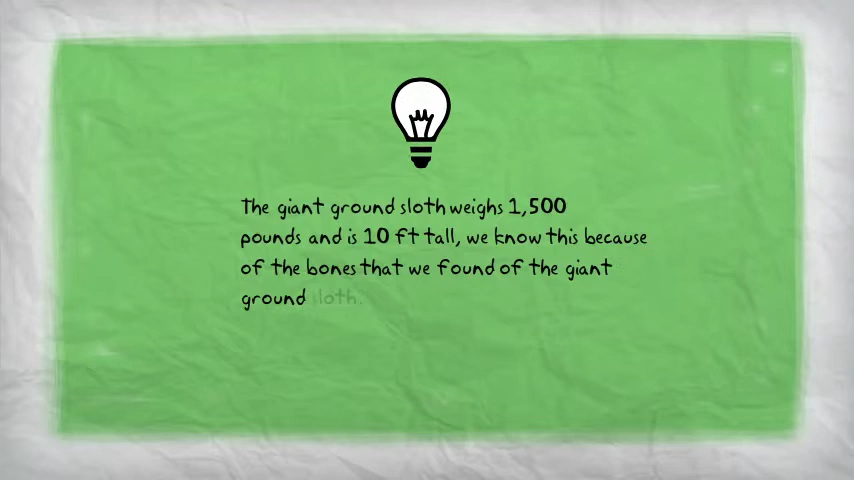 The giant ground sloth weighs 1,500
pounds and is 10 ft tall, we know this because
of the bones that we found of the giant
ground sloth.